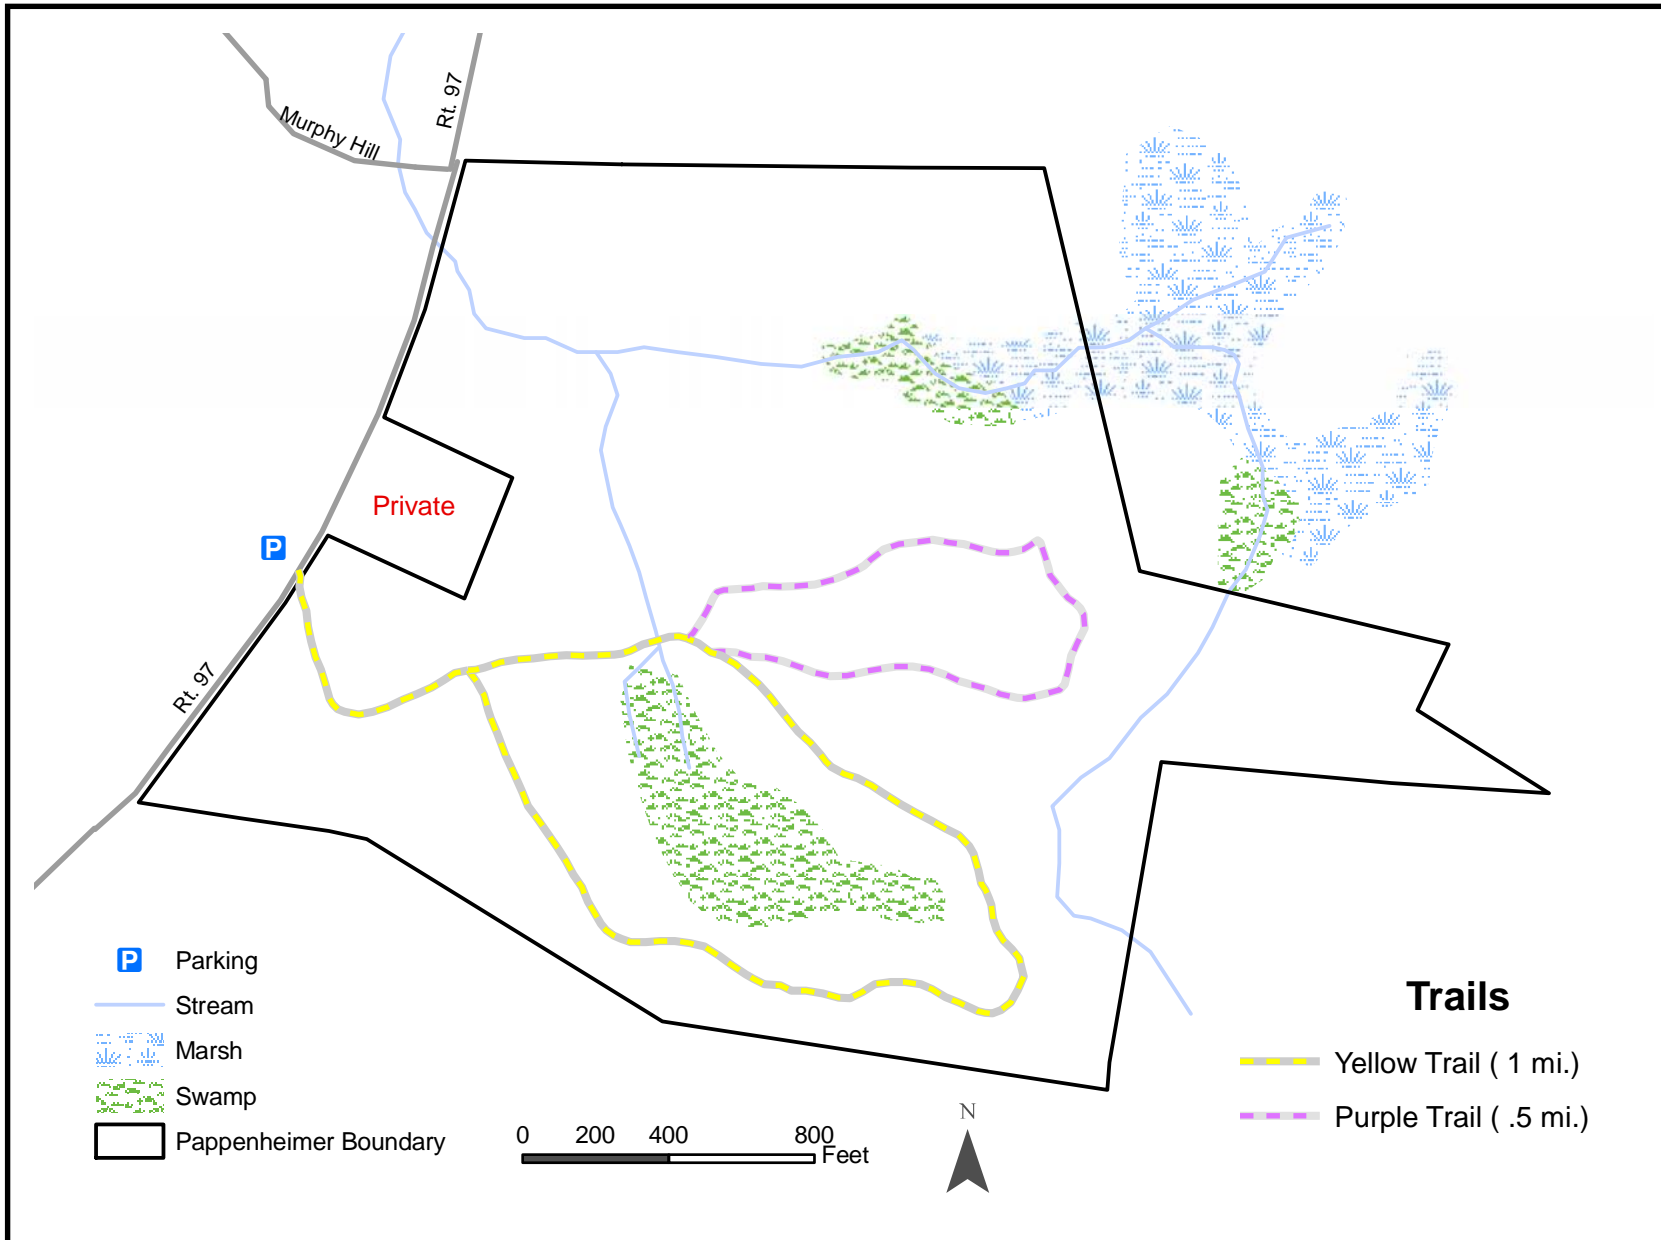 Rt. 97
Murphy Hill
Private
P
Rt. 97
P Parking
Stream
Marsh
Swamp
Pappenheimer Boundary
0 200 400 800
Feet
N
Trails
Yellow Trail ( 1 mi.)
Purple Trail ( .5 mi.)